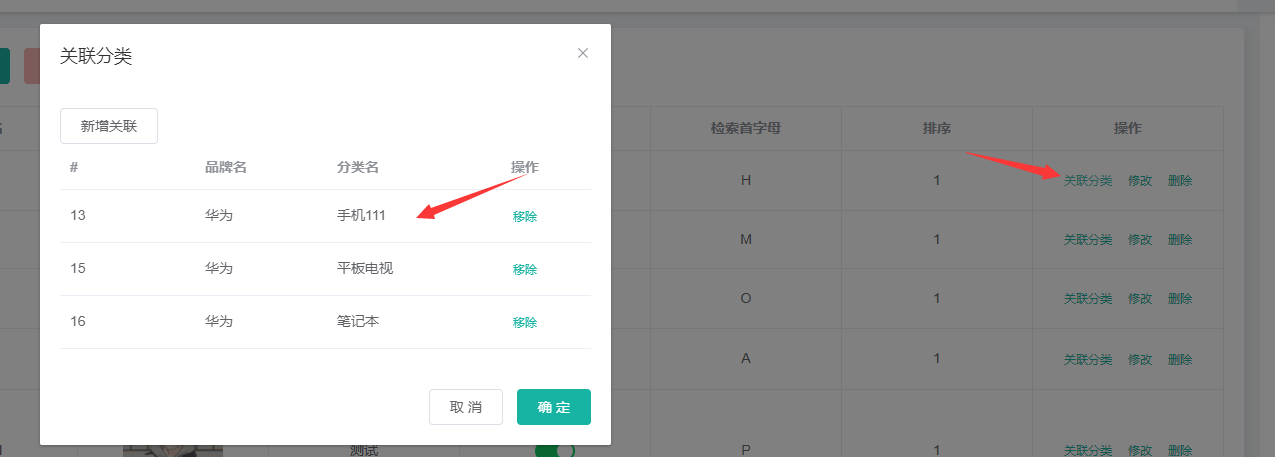 关联分类
新增关联
# 品牌名 分类名 操作
13 华为 手机111 移除
15 华为 平板电视 移除
16 华为 笔记本 移除
取 消 确 定
检索首字母 排序 操作
H 1 关联分类 修改 删除
M 1 关联分类 修改 删除
O 1 关联分类 修改 删除
A 1 关联分类 修改 删除
测试 P 1 关联分类 修改 删除